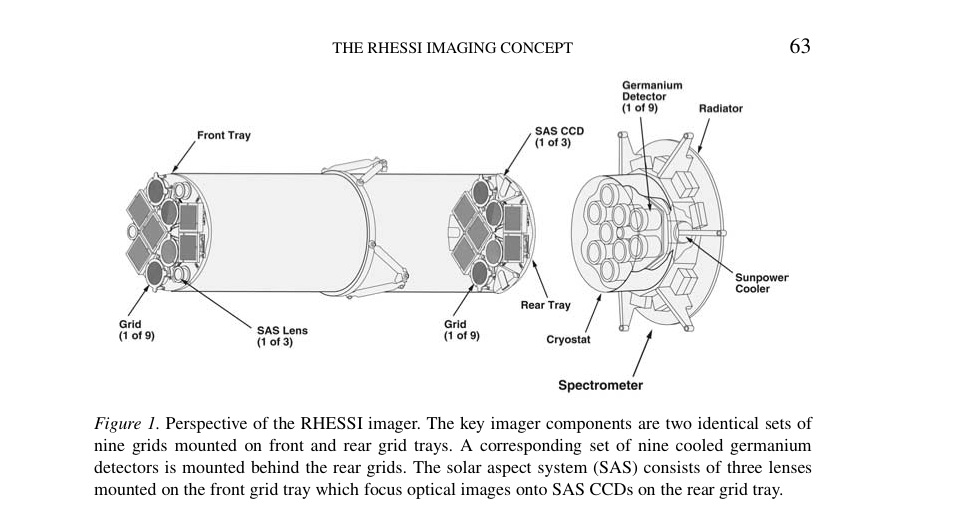 THE RHESSI IMAGING CONCEPT 63
Germanium
Detector
(1 of 9)
Radiator
SAS CCD
(1 of 3)
Front Tray
Sunpower
Cooler
Rear Tray
Grid
(1 of 9)
SAS Lens
(1 of 3)
Grid
(1 of 9)
Cryostat
Spectrometer
Figure 1. Perspective of the RHESSI imager. The key imager components are two identical sets of
nine grids mounted on front and rear grid trays. A corresponding set of nine cooled germanium
detectors is mounted behind the rear grids. The solar aspect system (SAS) consists of three lenses
mounted on the front grid tray which focus optical images onto SAS CCDs on the rear grid tray.